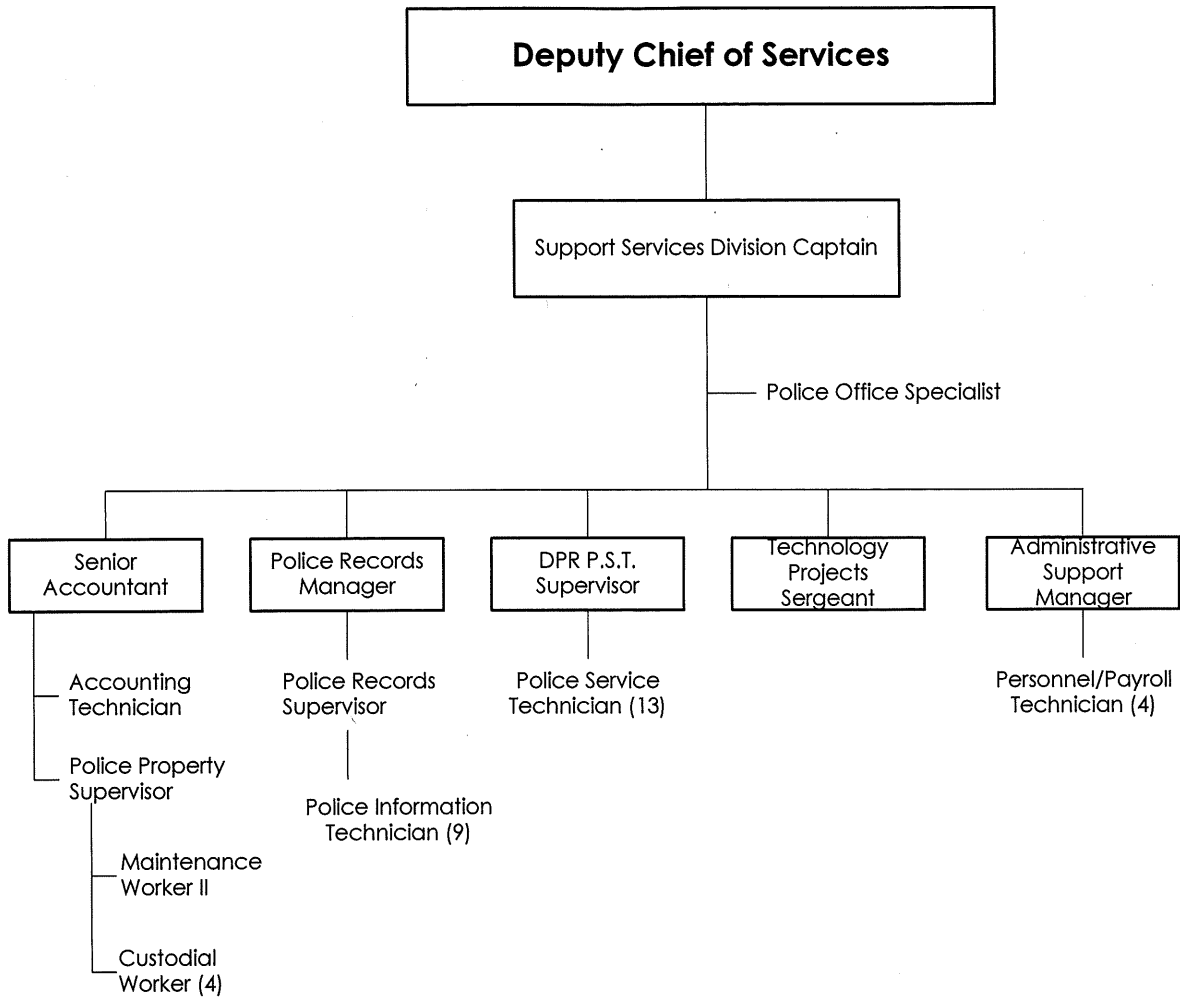 Deputy Chief of Services
Support Services Division Captain
Police Office Specialist
Senior
Accountant
Police Records
Manager
DPR P.S.T.
Supervisor
Technology
Projects
Sergeant
Administrative
Support
Manager
Accounting
Technician
Police Property
Supervisor
Maintenance
Worker II
Custodial
Worker (4)
Police Records
Supervisor
Police Information
Technician (9)
Police Service
Technician (13)
Personnel/Payroll
Technician (4)